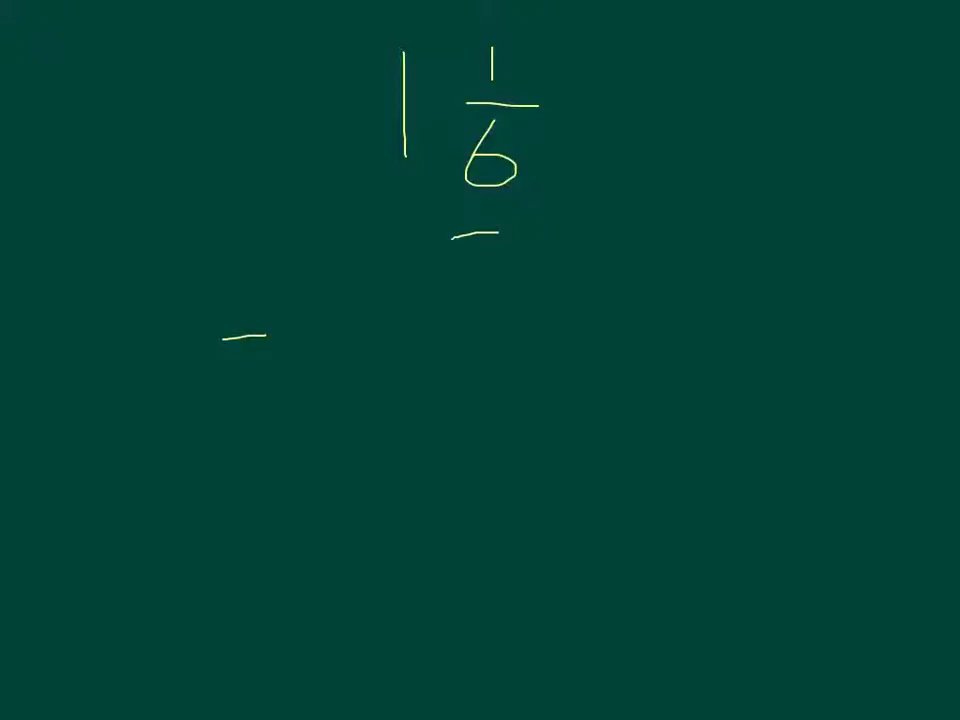 1 1/6
—
—